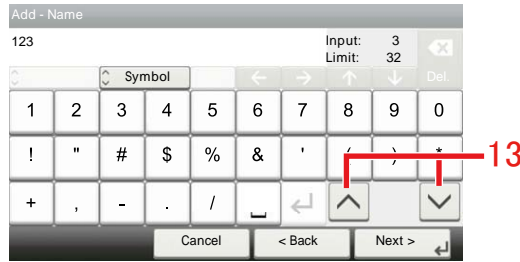 Add - Name
123 Input: 3
Limit: 32
Symbol Del.
1 2 3 4 5 6 7 8 9 0
! " # $ % & ' ( ) *
+ , - . /
Cancel < Back Next >
13